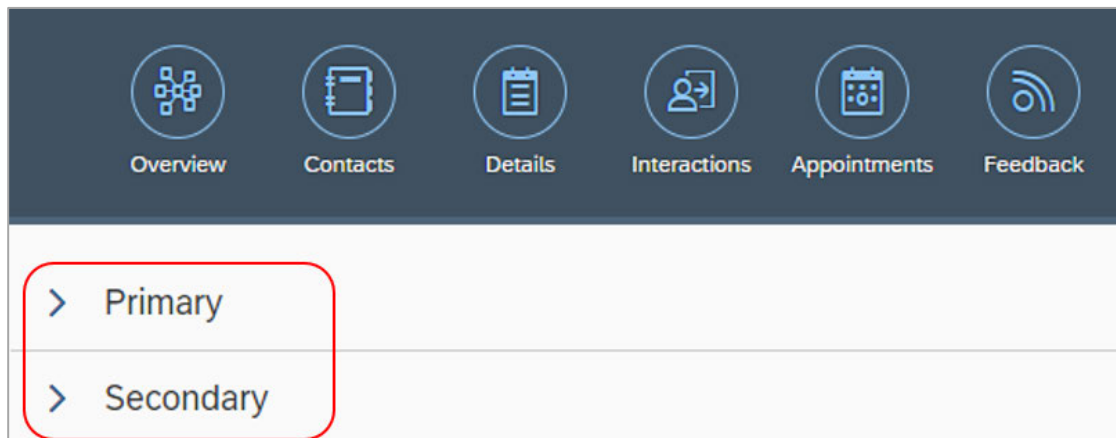 Overview Contacts Details Interactions Appointments Feedback
Primary
Secondary